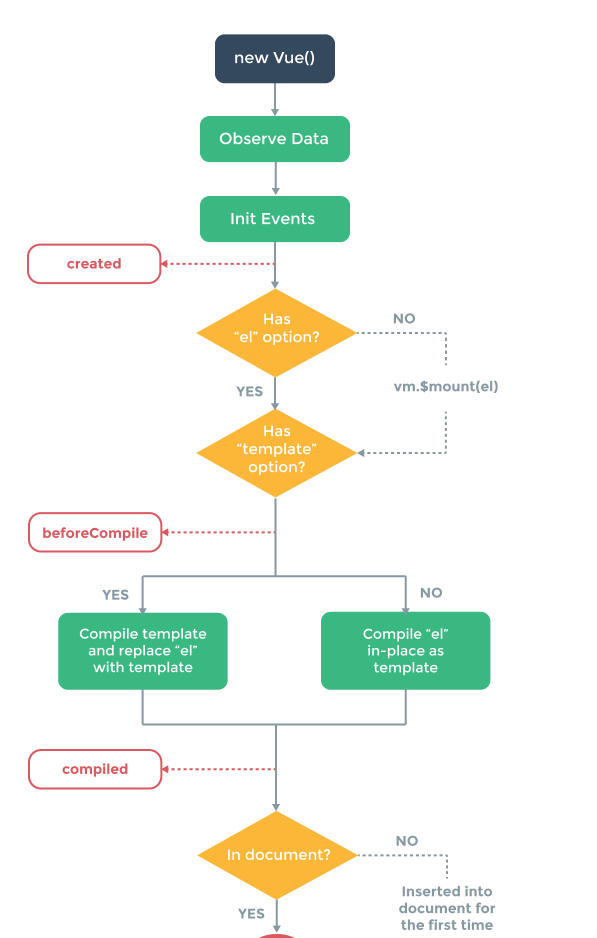 new Vue()
Observe Data
Init Events
created
Has
“el” option?
NO
YES
vm.$mount(el)
Has
“template”
option?
beforeCompile
YES
NO
Compile template
and replace “el”
with template
Compile “el”
in-place as
template
compiled
In document?
NO
YES
Inserted into
document for
the first time